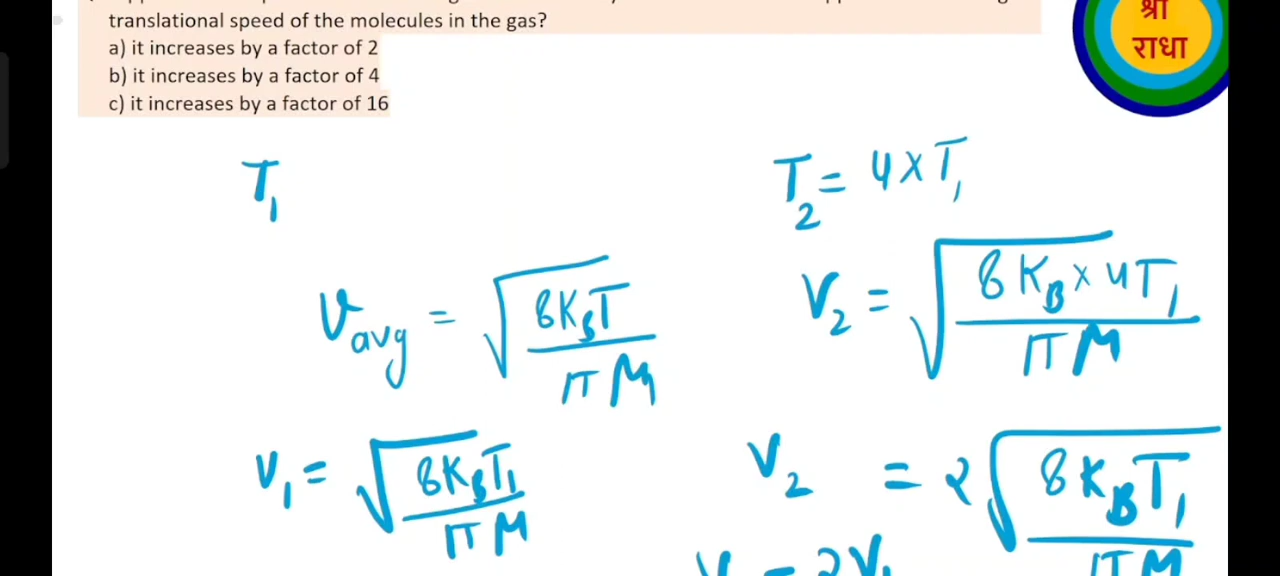 translational speed of the molecules in the gas?
a) it increases by a factor of 2
b) it increases by a factor of 4
c) it increases by a factor of 16
श्री
राधा
T₁
T₂ = 4 × T₁
v_avg = √(8K_BT / πM)
V₂ = √(8K_B × 4T₁ / πM)
V₁ = √(8K_BT₁ / πM)
V₂ = 2√(8K_BT₁ / πM)
= 2V₁